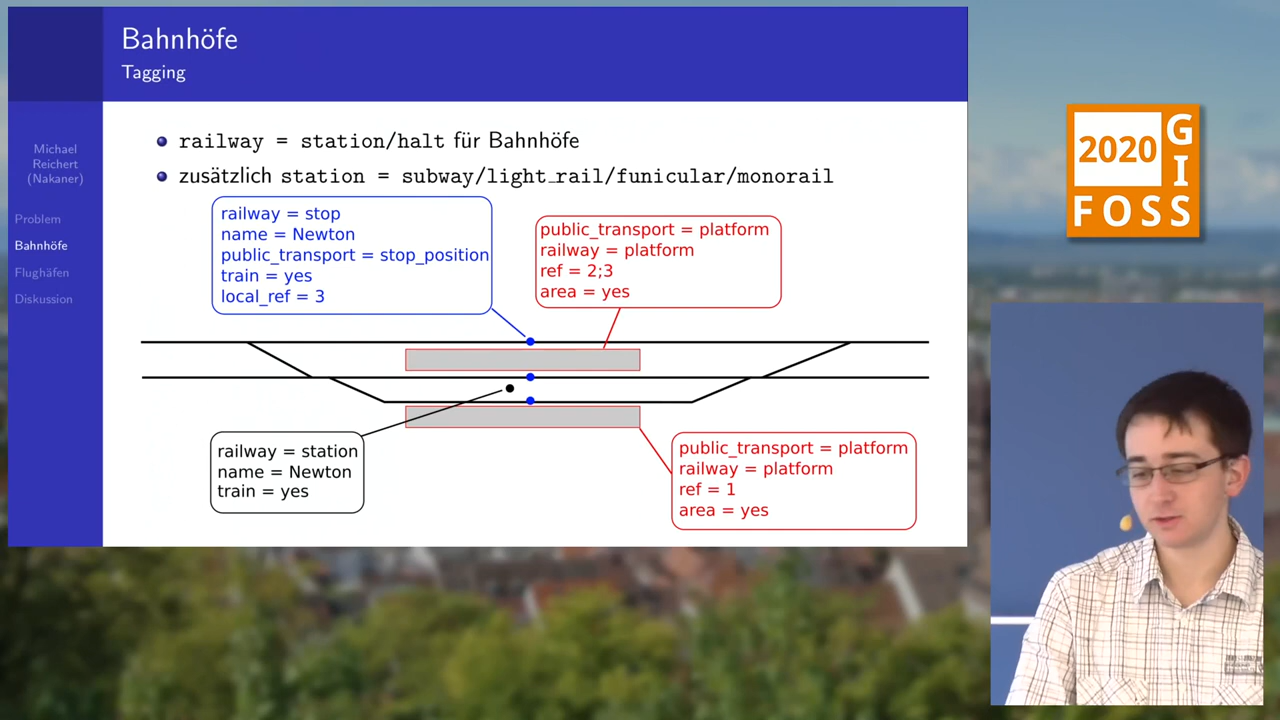 Bahnhöfe
Tagging
Michael
Reichert
(Nakaner)
Problem
Bahnhöfe
Flughäfen
Diskussion
railway = station/halt für Bahnhöfe
zusätzlich station = subway/light_rail/funicular/monorail
railway = stop
name = Newton
public_transport = stop_position
train = yes
local_ref = 3
public_transport = platform
railway = platform
ref = 2;3
area = yes
railway = station
name = Newton
train = yes
public_transport = platform
railway = platform
ref = 1
area = yes
2020
G
I
FOSS